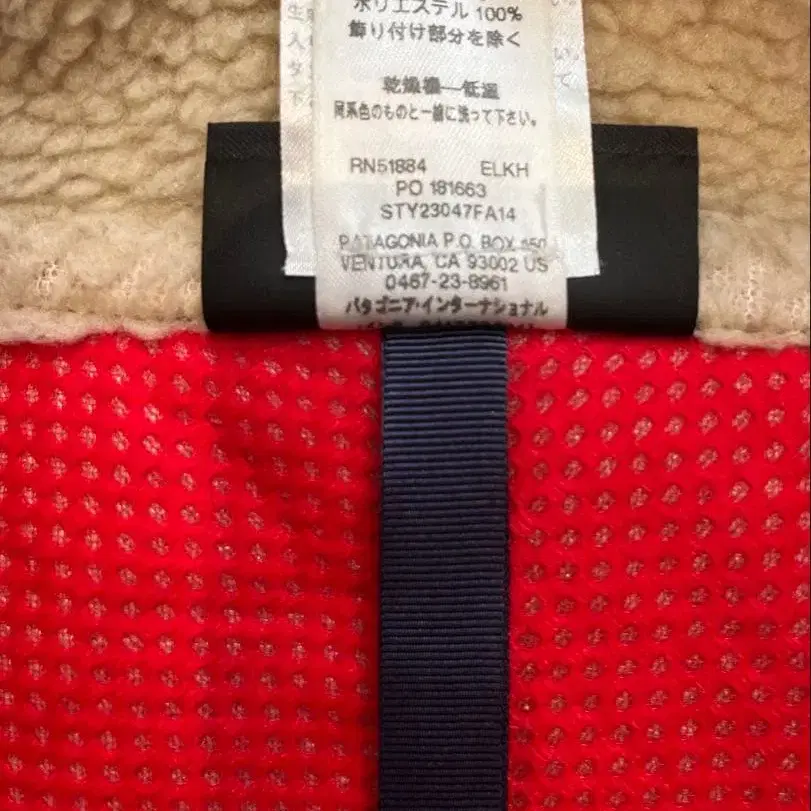 ポリエステル 100%
飾り付け部分を除く
乾燥機—低温
同系色のものと一緒に洗って下さい。
RN51884 ELKH
PO 181663
STY23047FA14
PATAGONIA P.O. BOX 150
VENTURA, CA 93002 US
0467-23-8961
パタゴニア·インターナショナル